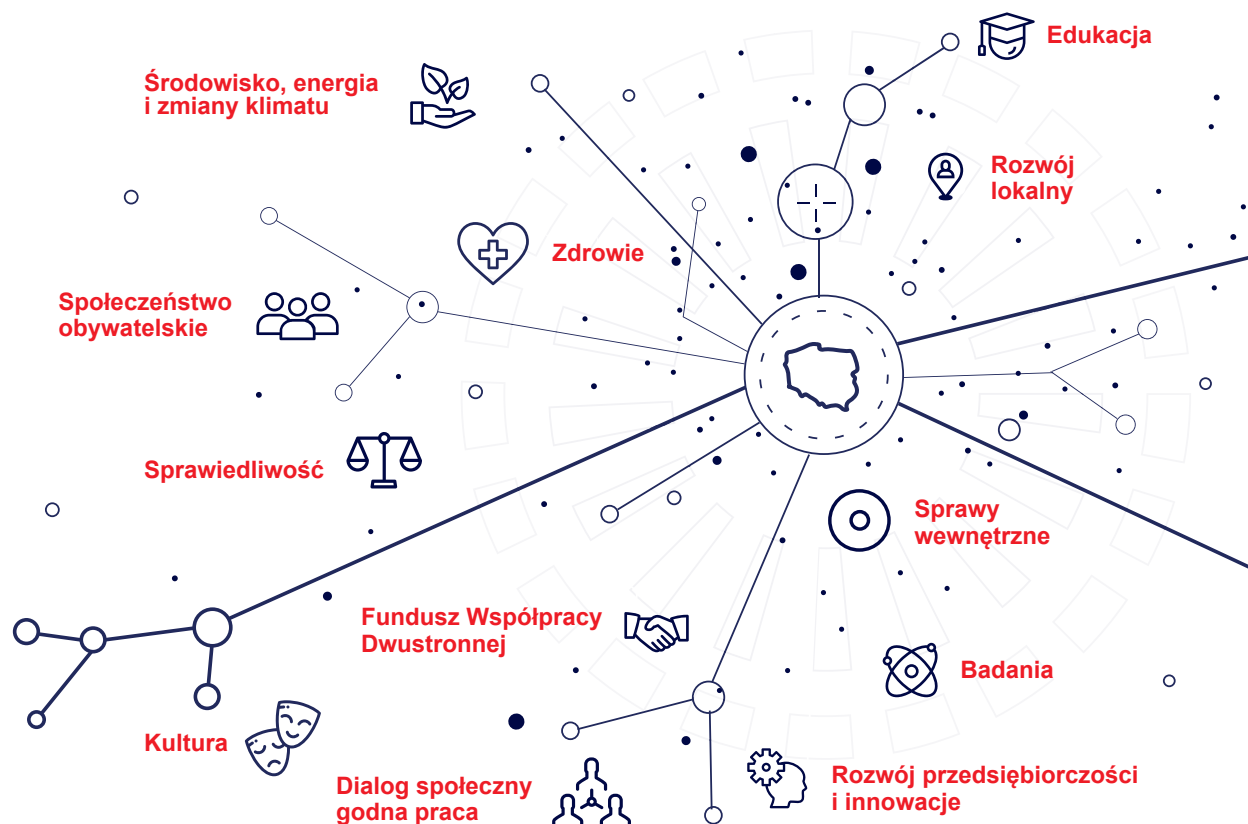 Edukacja
Środowisko, energia
i zmiany klimatu
Rozwój
lokalny
Zdrowie
Społeczeństwo
obywatelskie
Sprawiedliwość
Sprawy
wewnętrzne
Fundusz Współpracy
Dwustronnej
Badania
Kultura
Dialog społeczny
godna praca
Rozwój przedsiębiorczości
i innowacje